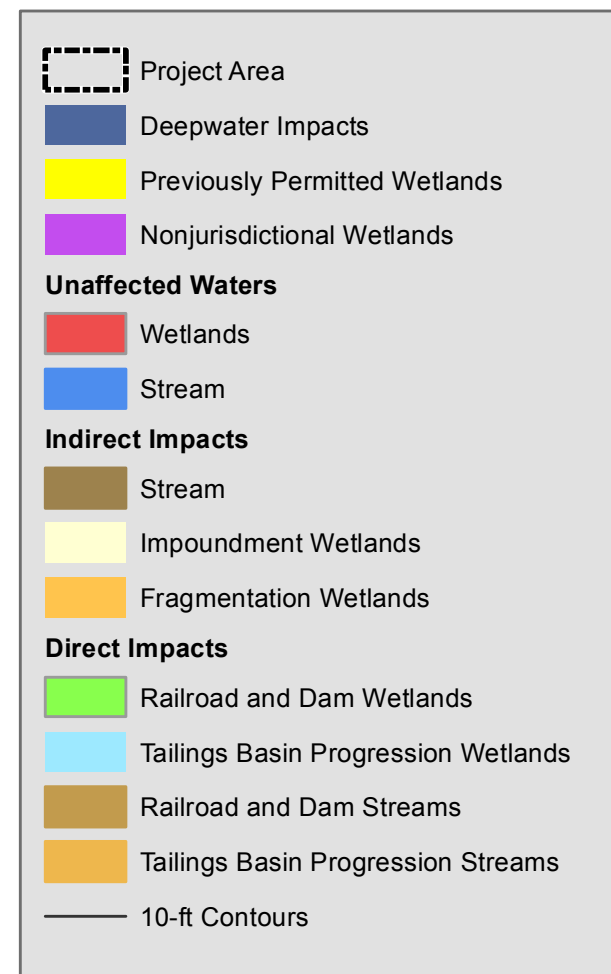 Project Area
Deepwater Impacts
Previously Permitted Wetlands
Nonjurisdictional Wetlands
Unaffected Waters
Wetlands
Stream
Indirect Impacts
Stream
Impoundment Wetlands
Fragmentation Wetlands
Direct Impacts
Railroad and Dam Wetlands
Tailings Basin Progression Wetlands
Railroad and Dam Streams
Tailings Basin Progression Streams
10-ft Contours